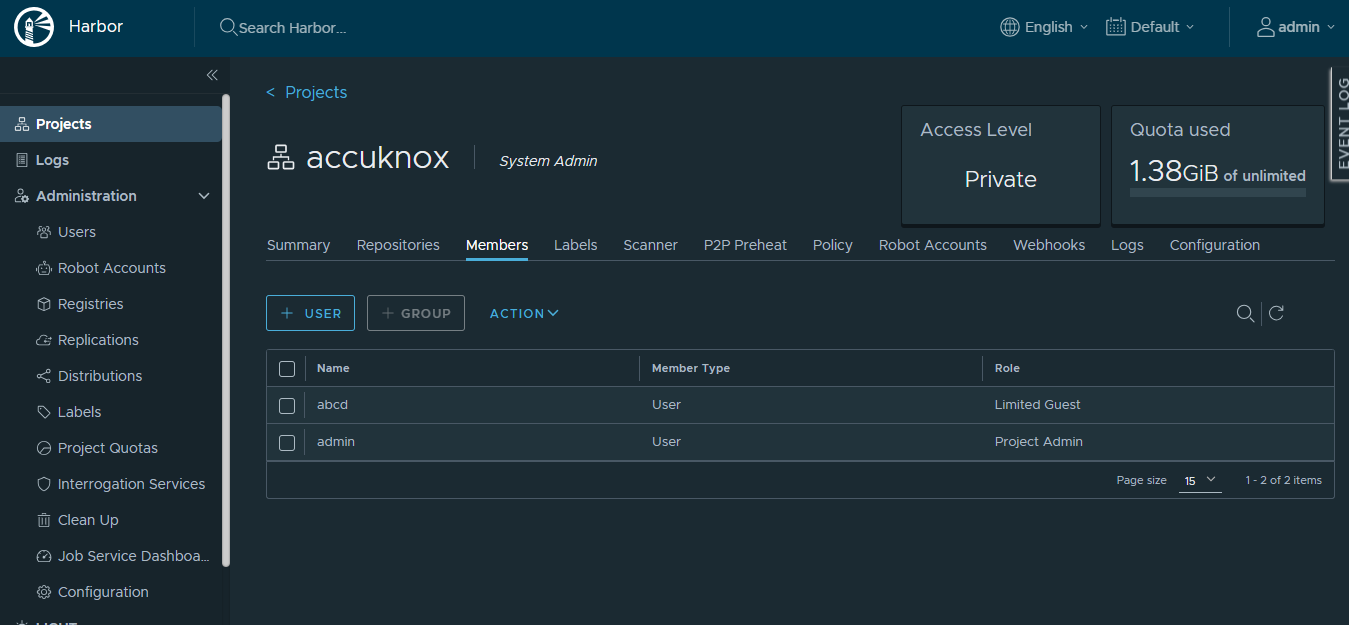 Harbor
Search Harbor...
English
Default
admin
EVENT LOG
Projects
Logs
Administration
Users
Robot Accounts
Registries
Replications
Distributions
Labels
Project Quotas
Interrogation Services
Clean Up
Job Service Dashboa...
Configuration
LIGHT
< Projects
accuknox
System Admin
Access Level
Private
Quota used
1.38GiB of unlimited
Summary Repositories Members Labels Scanner P2P Preheat Policy Robot Accounts Webhooks Logs Configuration
+ USER + GROUP ACTION
Name Member Type Role
abcd User Limited Guest
admin User Project Admin
Page size 15 1 - 2 of 2 items